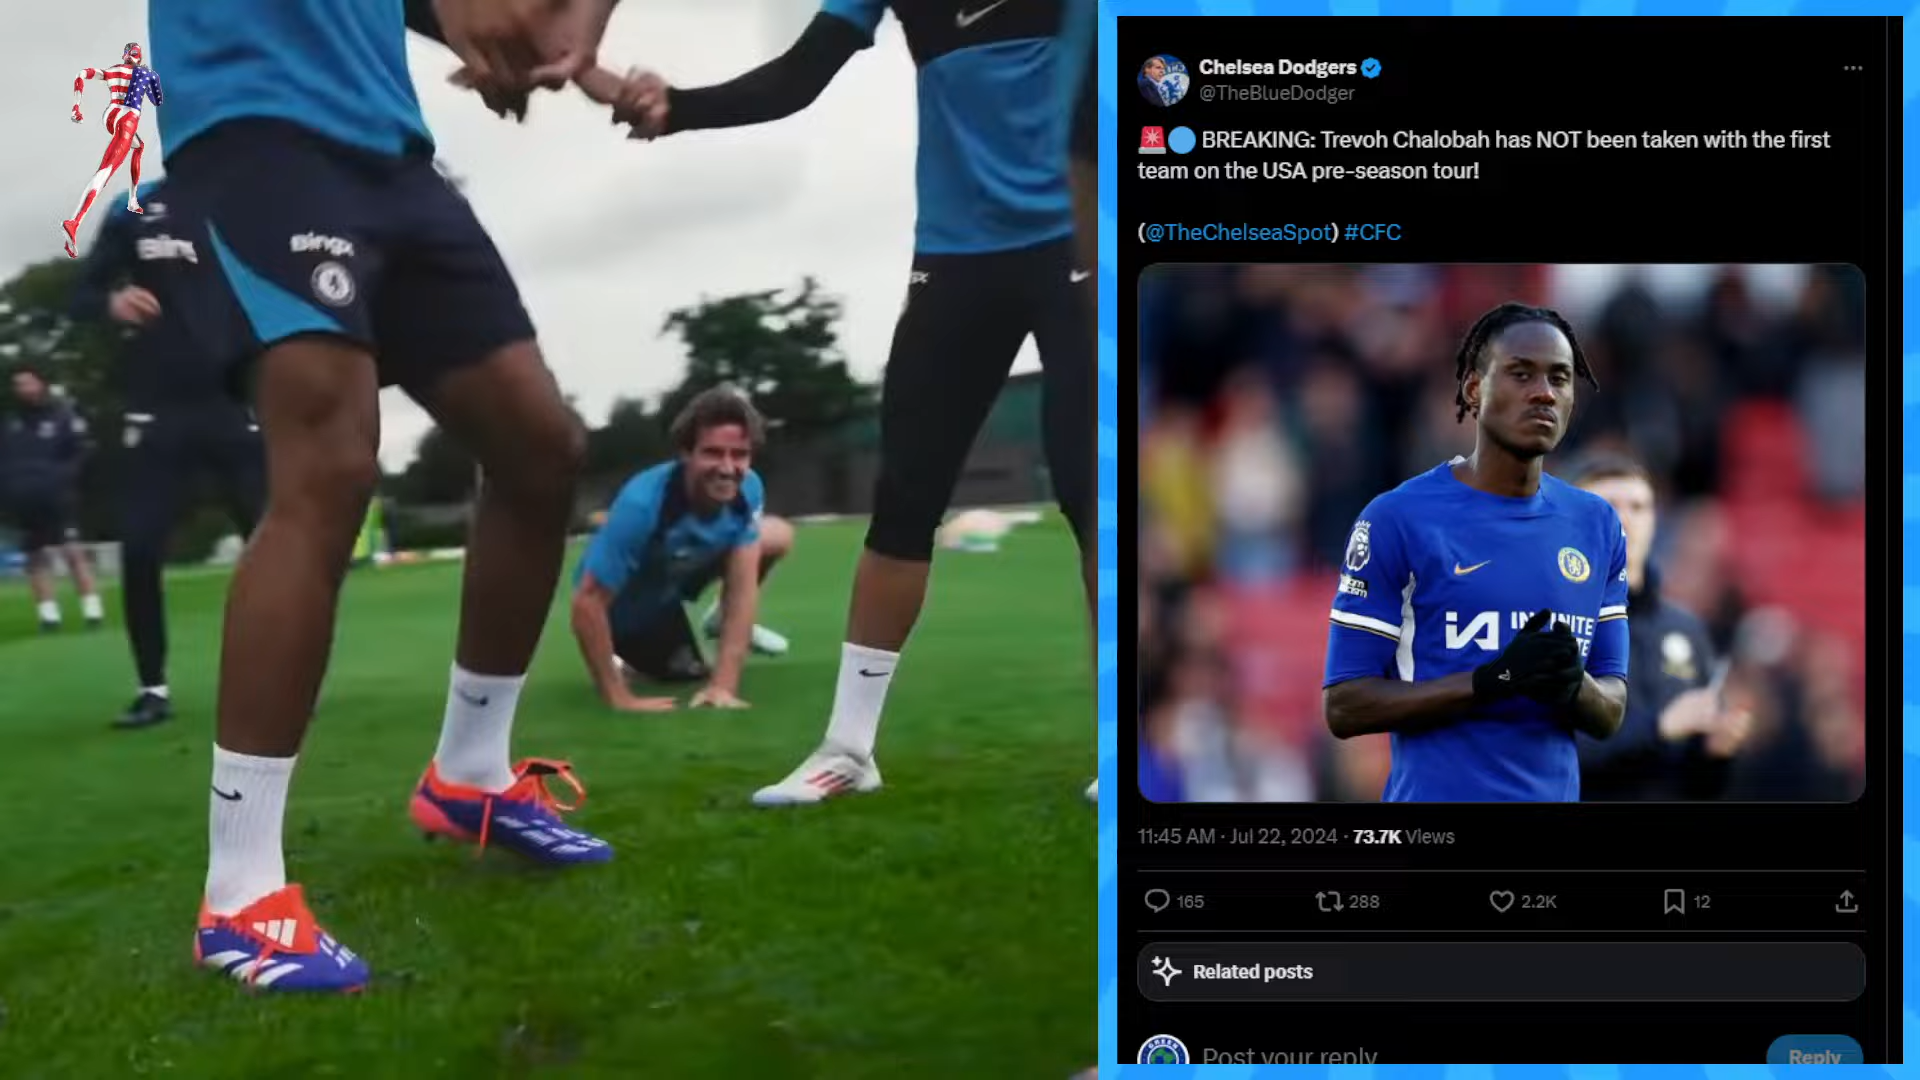 BingX
Chelsea Dodgers
@TheBlueDodger
BREAKING: Trevoh Chalobah has NOT been taken with the first
team on the USA pre-season tour!
(@TheChelseaSpot) #CFC
INFINITE
11:45 AM · Jul 22, 2024 · 73.7K Views
165
288
2.2K
12
Related posts
Post your reply
Reply